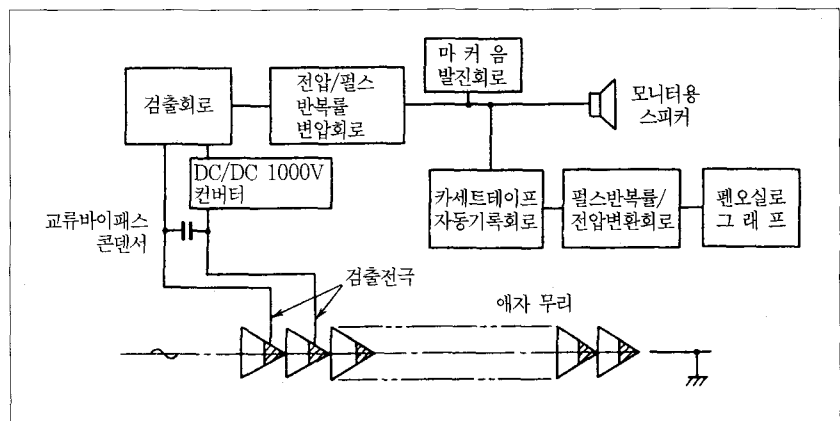 마 커 음
발진회로
전압/펄스
반복률
변압회로
검출회로
모니터용
스피커
DC/DC 1000V
컨버터
카세트테이프
자동기록회로
펄스반복률/
전압변환회로
펜오실로
그 래 프
교류바이패스
콘덴서
검출전극
애자 무리